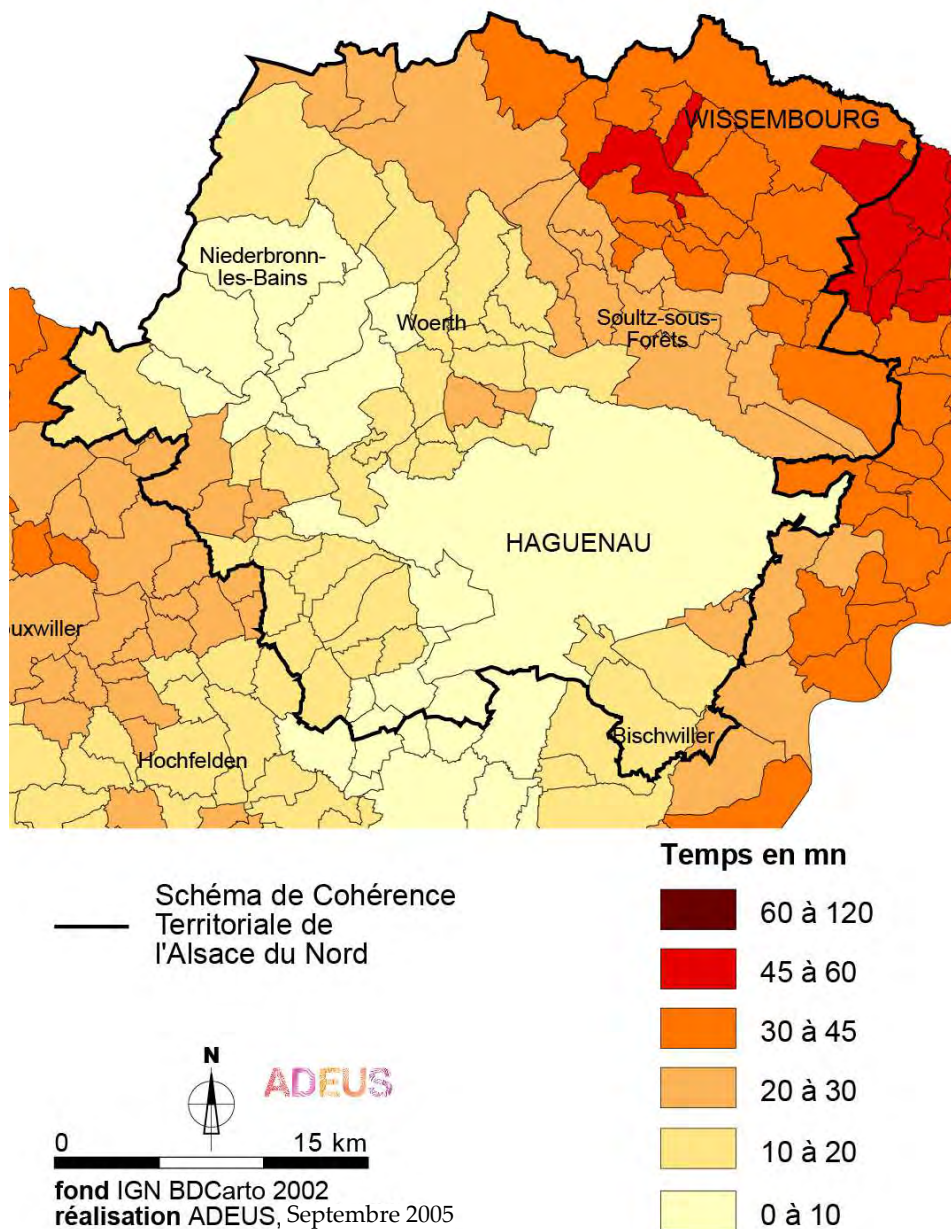 WISSEMBOURG
Niederbronn-
les-Bains
Woerth
Soultz-sous-
Forêts
HAGUENAU
ouxwiller
Bischwiller
Hochfelden
Temps en mn
60 à 120
45 à 60
30 à 45
20 à 30
10 à 20
0 à 10
Schéma de Cohérence
Territoriale de
l'Alsace du Nord
N
ADEUS
0 15 km
fond IGN BDCarto 2002
réalisation ADEUS, Septembre 2005